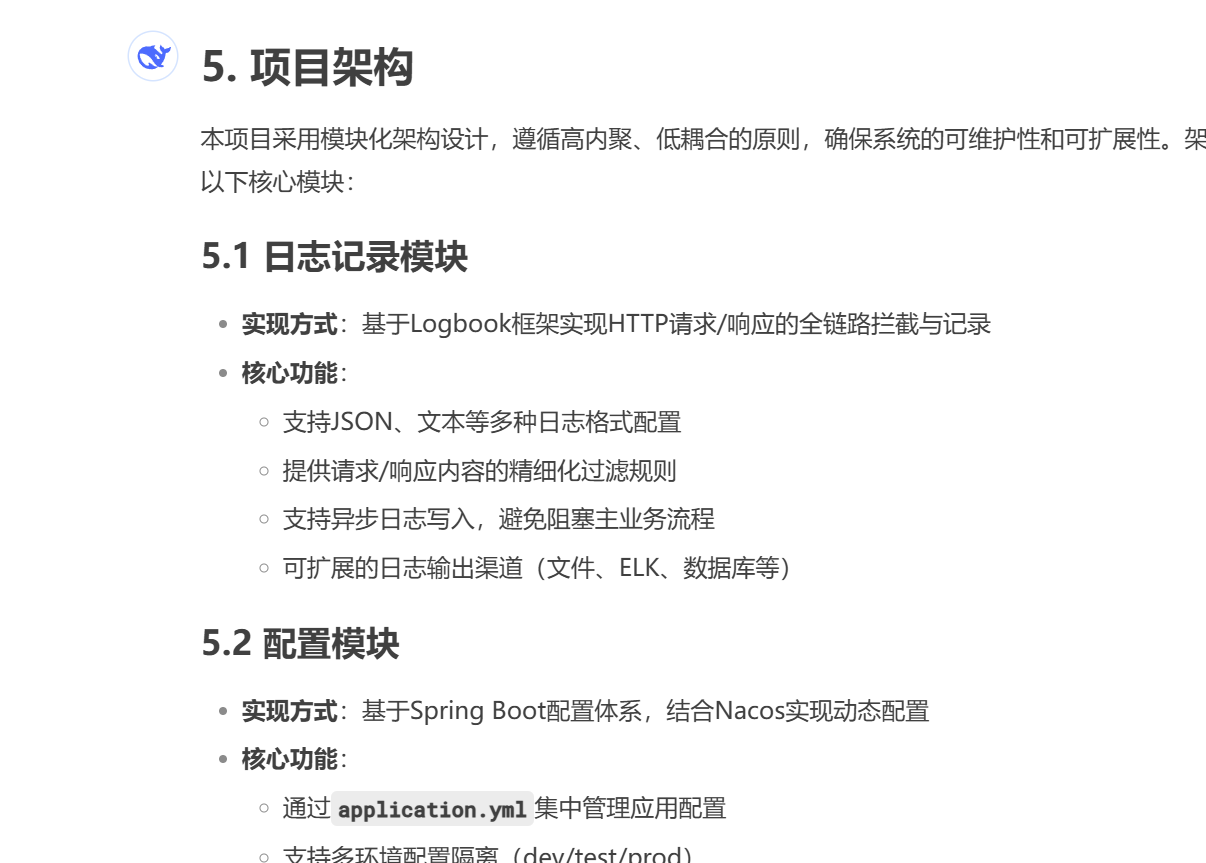 5. 项目架构
本项目采用模块化架构设计，遵循高内聚、低耦合的原则，确保系统的可维护性和可扩展性。架
以下核心模块：
5.1 日志记录模块
实现方式：基于Logbook框架实现HTTP请求/响应的全链路拦截与记录
核心功能：
支持JSON、文本等多种日志格式配置
提供请求/响应内容的精细化过滤规则
支持异步日志写入，避免阻塞主业务流程
可扩展的日志输出渠道（文件、ELK、数据库等）
5.2 配置模块
实现方式：基于Spring Boot配置体系，结合Nacos实现动态配置
核心功能：
通过 application.yml 集中管理应用配置
支持多环境配置隔离（dev/test/prod）